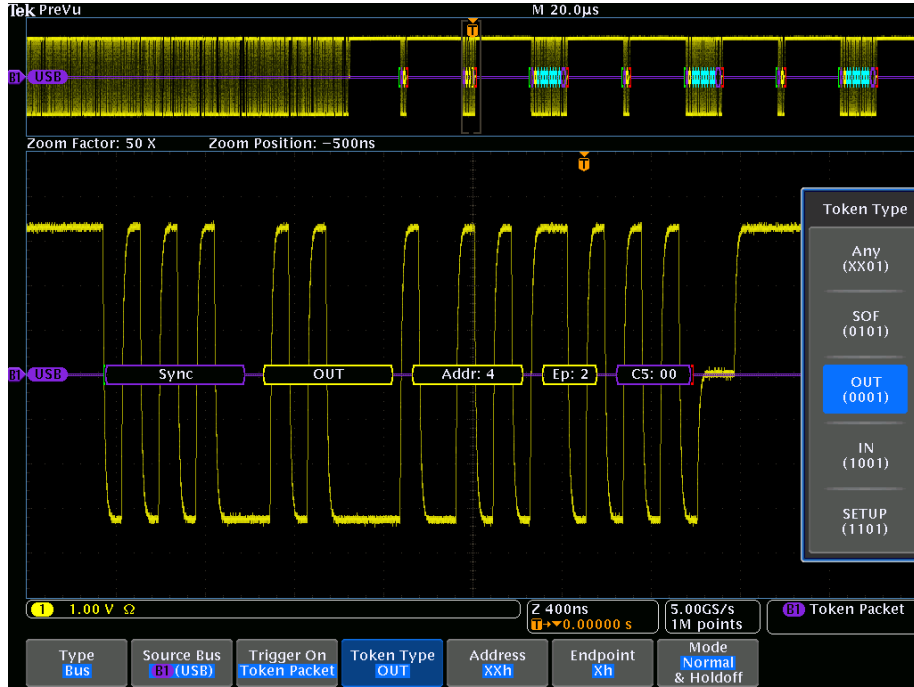 Tek PreVu M 20.0µs
T
B1 USB
Zoom Factor: 50 X Zoom Position: −500ns
T
Token Type
Any
(XX01)
SOF
(0101)
B1 USB Sync OUT Addr: 4 Ep: 2 C5: 00
OUT
(0001)
IN
(1001)
SETUP
(1101)
1 1.00 V Ω
Z 400ns
T→▼0.00000 s
5.00GS/s
1M points
B1 Token Packet
Type
Bus
Source Bus
B1 (USB)
Trigger On
Token Packet
Token Type
OUT
Address
XXh
Endpoint
Xh
Mode
Normal
& Holdoff